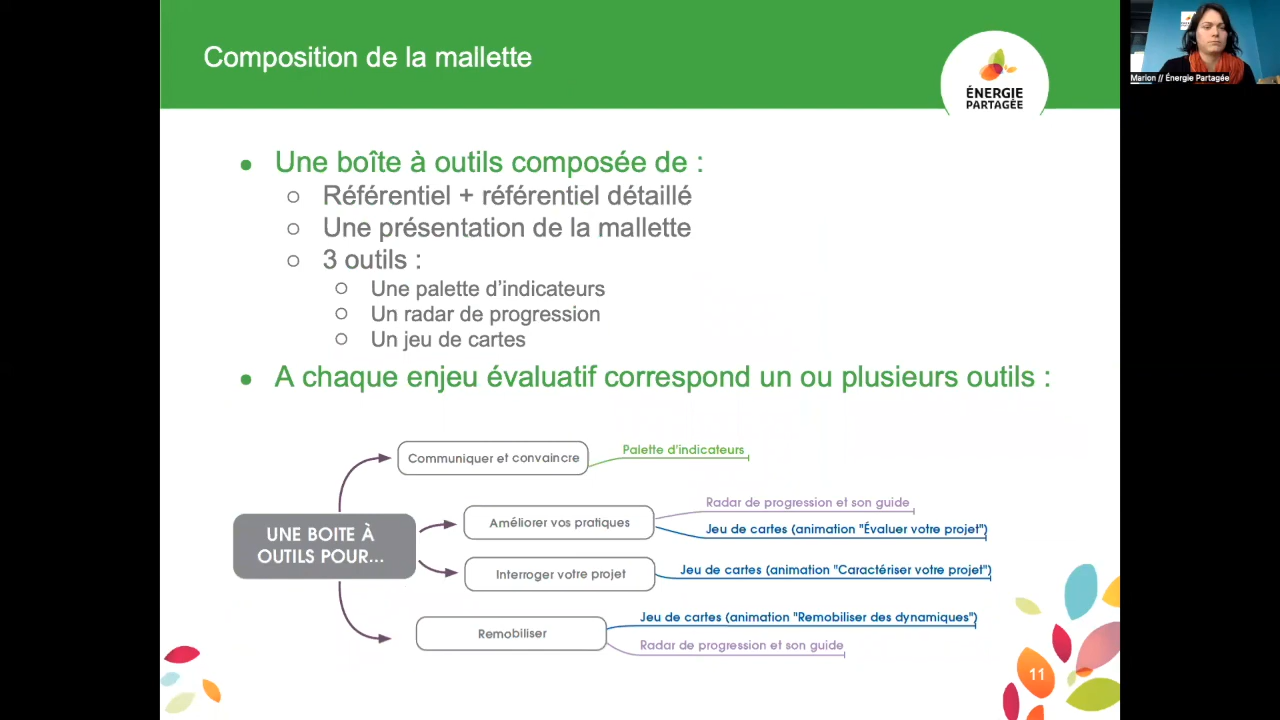 Composition de la mallette
ÉNERGIE
PARTAGÉE
Marion // Énergie Partagée
Une boîte à outils composée de :
Référentiel + référentiel détaillé
Une présentation de la mallette
3 outils :
Une palette d’indicateurs
Un radar de progression
Un jeu de cartes
A chaque enjeu évaluatif correspond un ou plusieurs outils :
UNE BOITE À
OUTILS POUR...
Communiquer et convaincre
Palette d'indicateurs
Améliorer vos pratiques
Radar de progression et son guide
Jeu de cartes (animation "Évaluer votre projet")
Interroger votre projet
Jeu de cartes (animation "Caractériser votre projet")
Remobiliser
Jeu de cartes (animation "Remobiliser des dynamiques")
Radar de progression et son guide
11